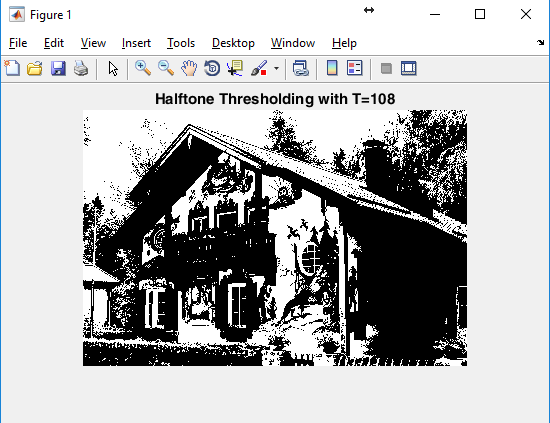 Figure 1
File Edit View Insert Tools Desktop Window Help
Halftone Thresholding with T=108